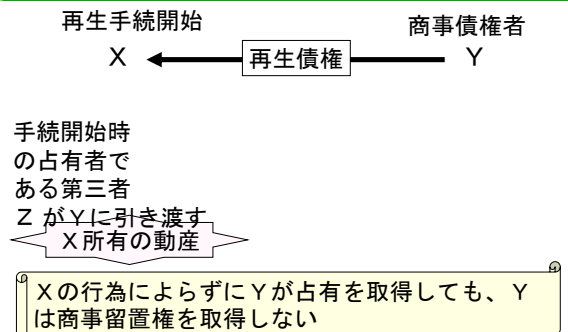 再生手続開始
商事債権者
X
再生債権
Y
手続開始時
の占有者で
ある第三者
Z がYに引き渡す
X所有の動産
Xの行為によらずにYが占有を取得しても、Y
は商事留置権を取得しない